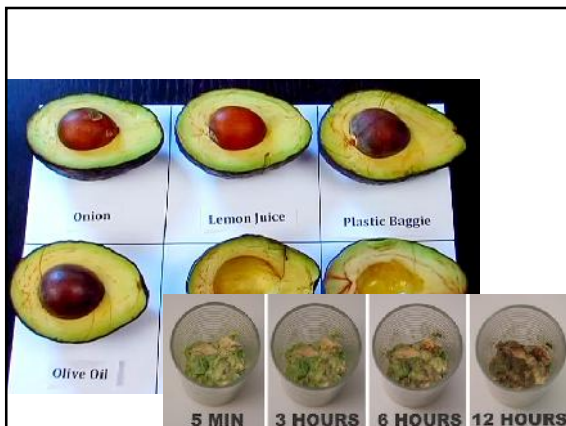 Onion
Lemon Juice
Plastic Baggie
Olive Oil
5 MIN
3 HOURS
6 HOURS
12 HOURS